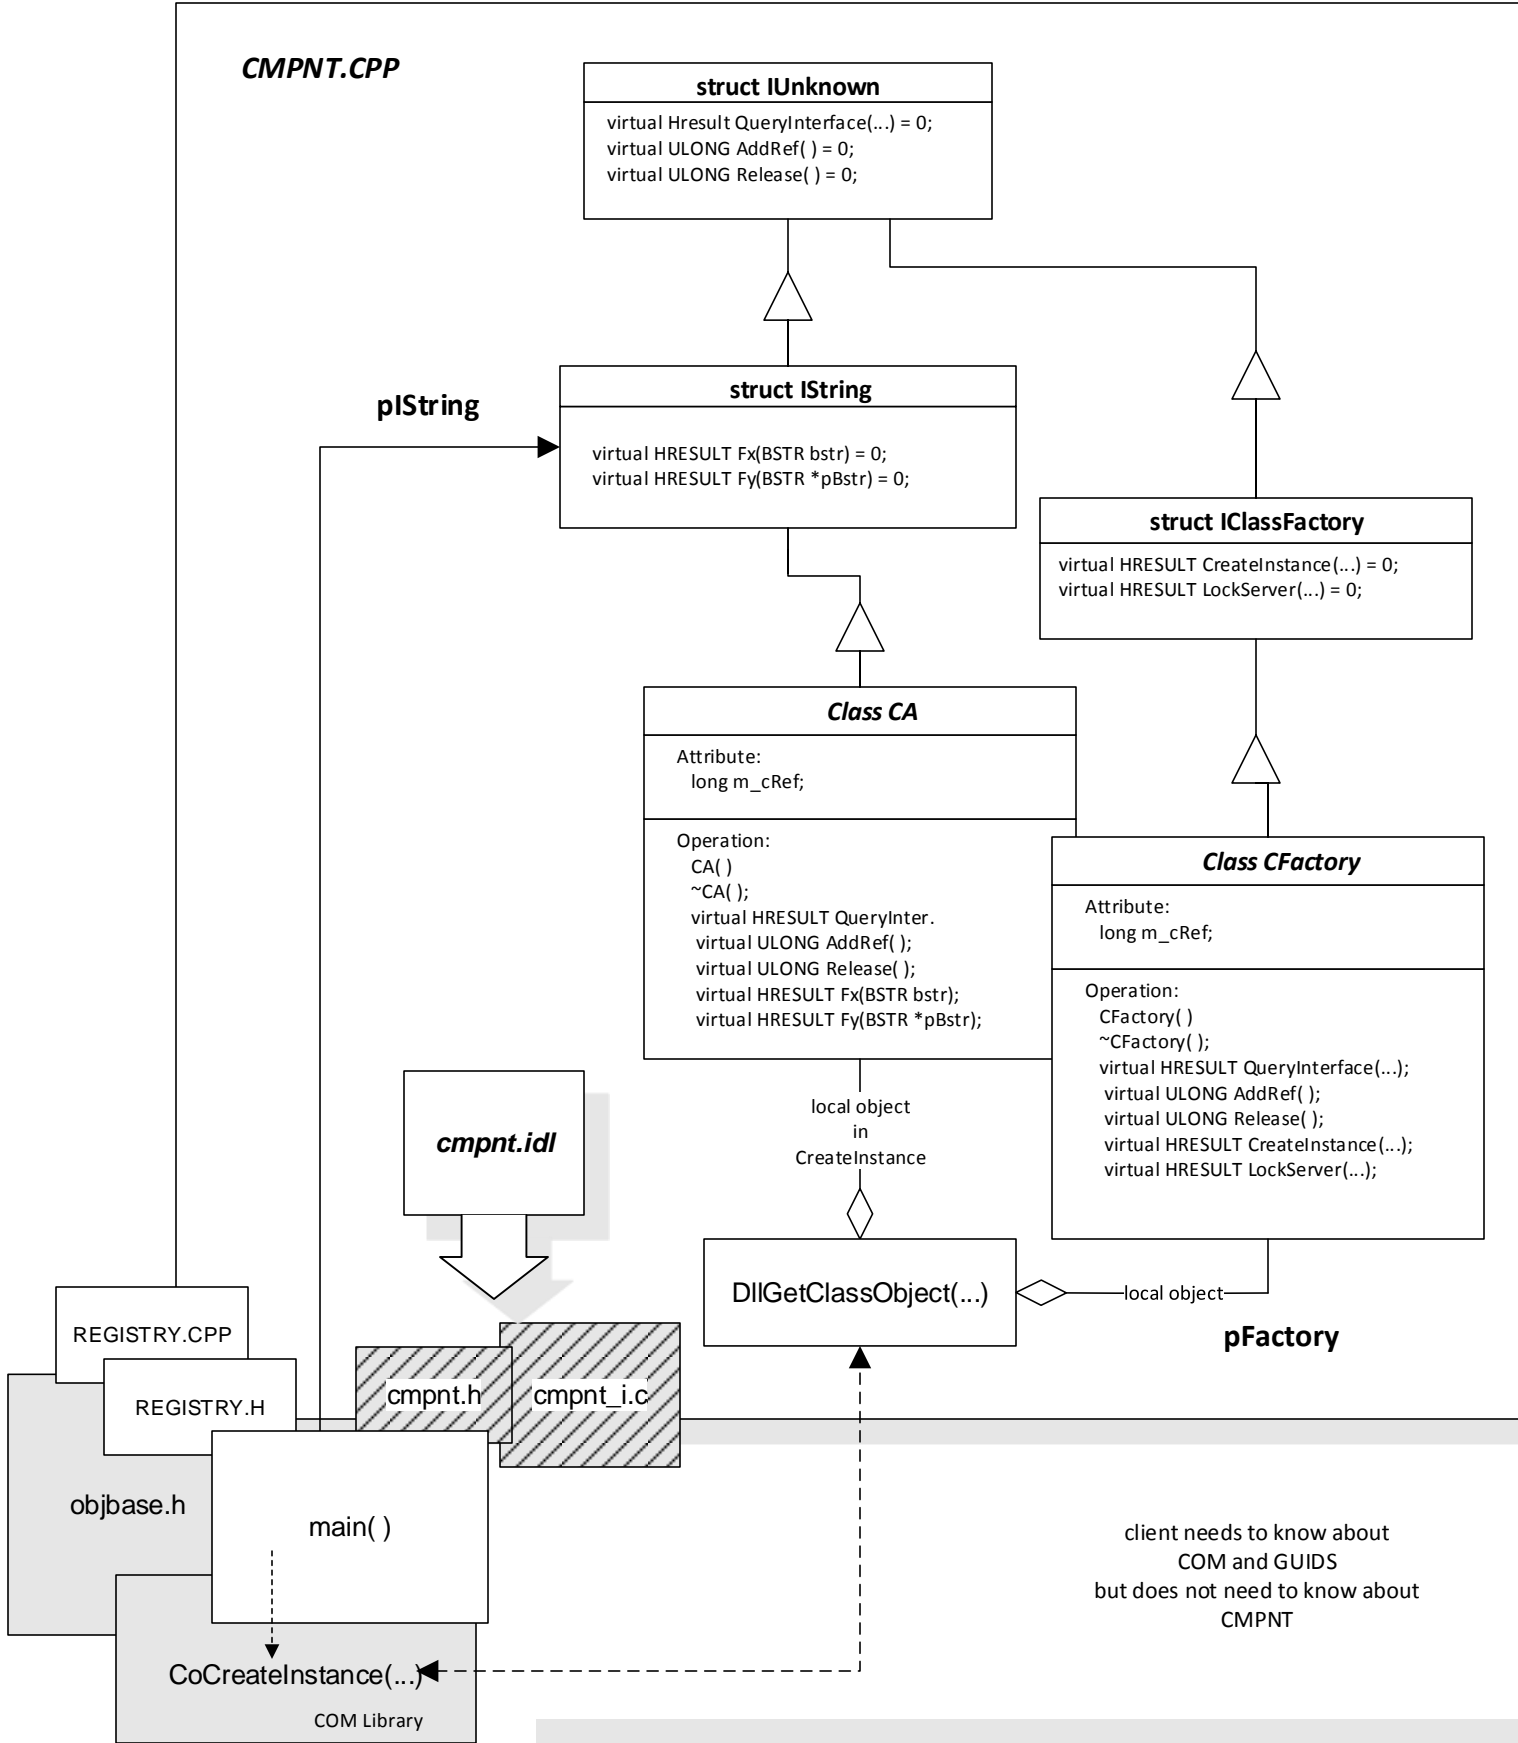 CMPNT.CPP
struct IUnknown
virtual Hresult QueryInterface(...) = 0;
virtual ULONG AddRef( ) = 0;
virtual ULONG Release( ) = 0;
pIString
struct IString
virtual HRESULT Fx(BSTR bstr) = 0;
virtual HRESULT Fy(BSTR *pBstr) = 0;
struct IClassFactory
virtual HRESULT CreateInstance(...) = 0;
virtual HRESULT LockServer(...) = 0;
Class CA
Attribute:
long m_cRef;
Operation:
CA( )
~CA( );
virtual HRESULT QueryInter.
virtual ULONG AddRef( );
virtual ULONG Release( );
virtual HRESULT Fx(BSTR bstr);
virtual HRESULT Fy(BSTR *pBstr);
Class CFactory
Attribute:
long m_cRef;
Operation:
CFactory( )
~CFactory( );
virtual HRESULT QueryInterface(...);
virtual ULONG AddRef( );
virtual ULONG Release( );
virtual HRESULT CreateInstance(...);
virtual HRESULT LockServer(...);
local object
in
CreateInstance
cmpnt.idl
DllGetClassObject(...)
local object
pFactory
REGISTRY.CPP
REGISTRY.H
cmpnt.h
cmpnt_i.c
objbase.h
main( )
client needs to know about
COM and GUIDS
but does not need to know about
CMPNT
CoCreateInstance(...)
COM Library